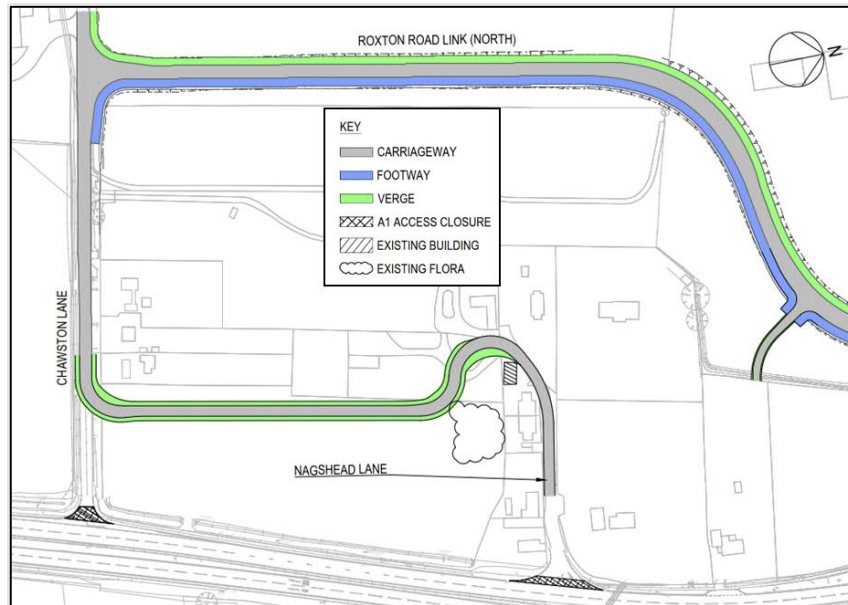 ROXTON ROAD LINK (NORTH)
N
KEY
CARRIAGEWAY
FOOTWAY
VERGE
A1 ACCESS CLOSURE
EXISTING BUILDING
EXISTING FLORA
CHAWSTON LANE
NAGSHEAD LANE